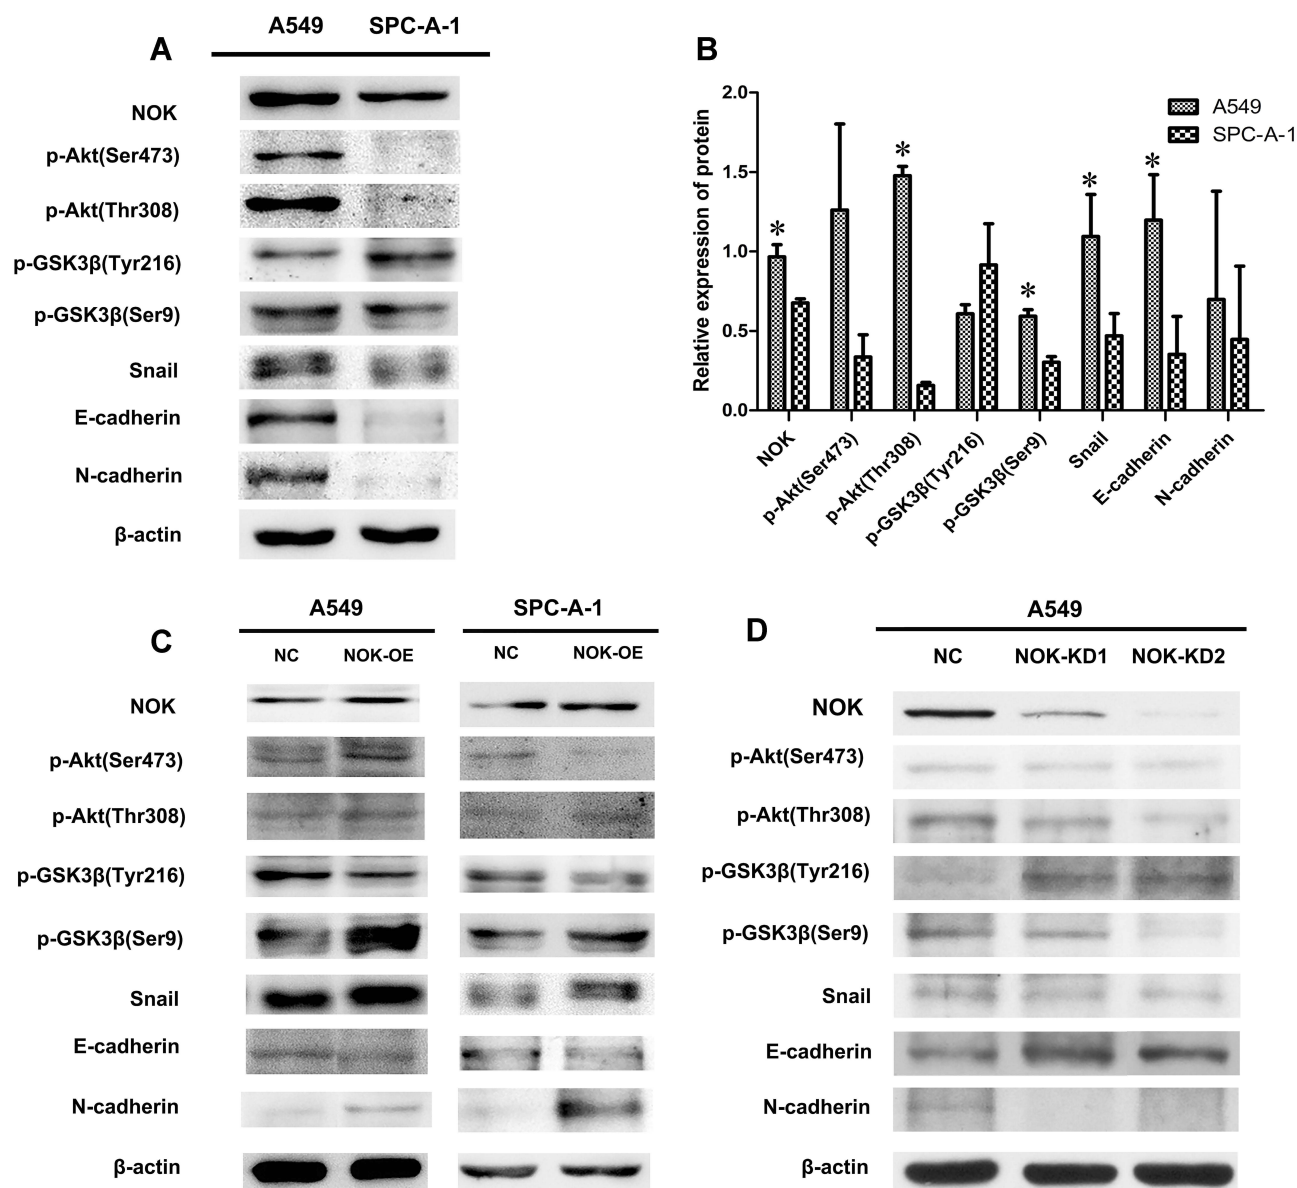 A
A549 SPC-A-1
NOK
p-Akt(Ser473)
p-Akt(Thr308)
p-GSK3β(Tyr216)
p-GSK3β(Ser9)
Snail
E-cadherin
N-cadherin
β-actin
B
Relative expression of protein
2.0
1.5
1.0
0.5
0.0
A549
SPC-A-1
*
*
*
*
*
NOK
p-Akt(Ser473)
p-Akt(Thr308)
p-GSK3β(Tyr216)
p-GSK3β(Ser9)
Snail
E-cadherin
N-cadherin
C
A549 SPC-A-1
NC NOK-OE NC NOK-OE
NOK
p-Akt(Ser473)
p-Akt(Thr308)
p-GSK3β(Tyr216)
p-GSK3β(Ser9)
Snail
E-cadherin
N-cadherin
β-actin
D
A549
NC NOK-KD1 NOK-KD2
NOK
p-Akt(Ser473)
p-Akt(Thr308)
p-GSK3β(Tyr216)
p-GSK3β(Ser9)
Snail
E-cadherin
N-cadherin
β-actin